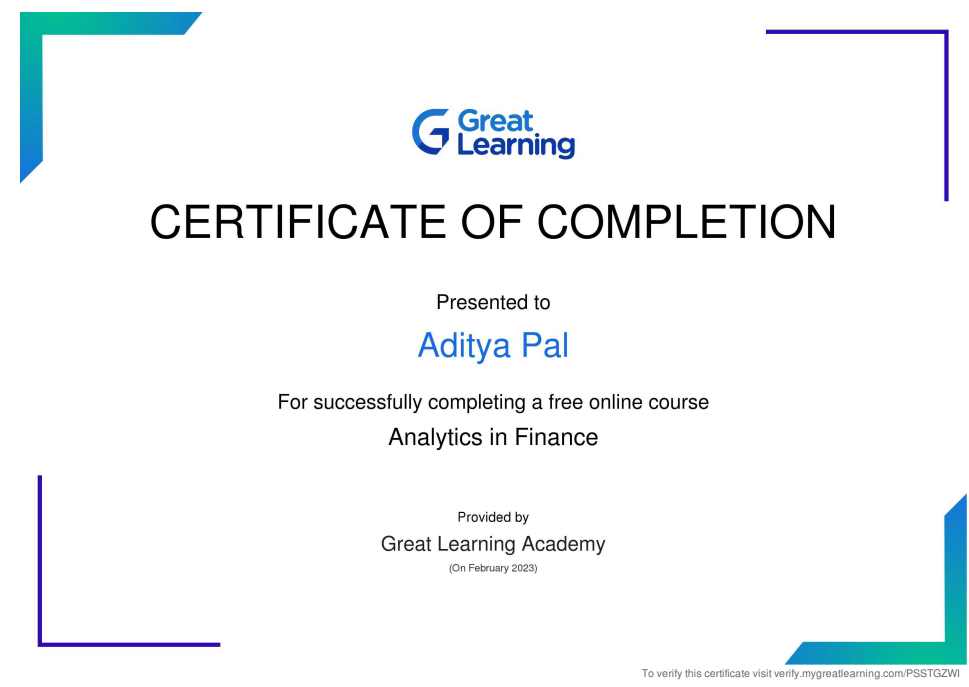 Great
Learning
CERTIFICATE OF COMPLETION
Presented to
Aditya Pal
For successfully completing a free online course
Analytics in Finance
Provided by
Great Learning Academy
(On February 2023)
To verify this certificate visit verify.mygreatlearning.com/PSSTGZWI